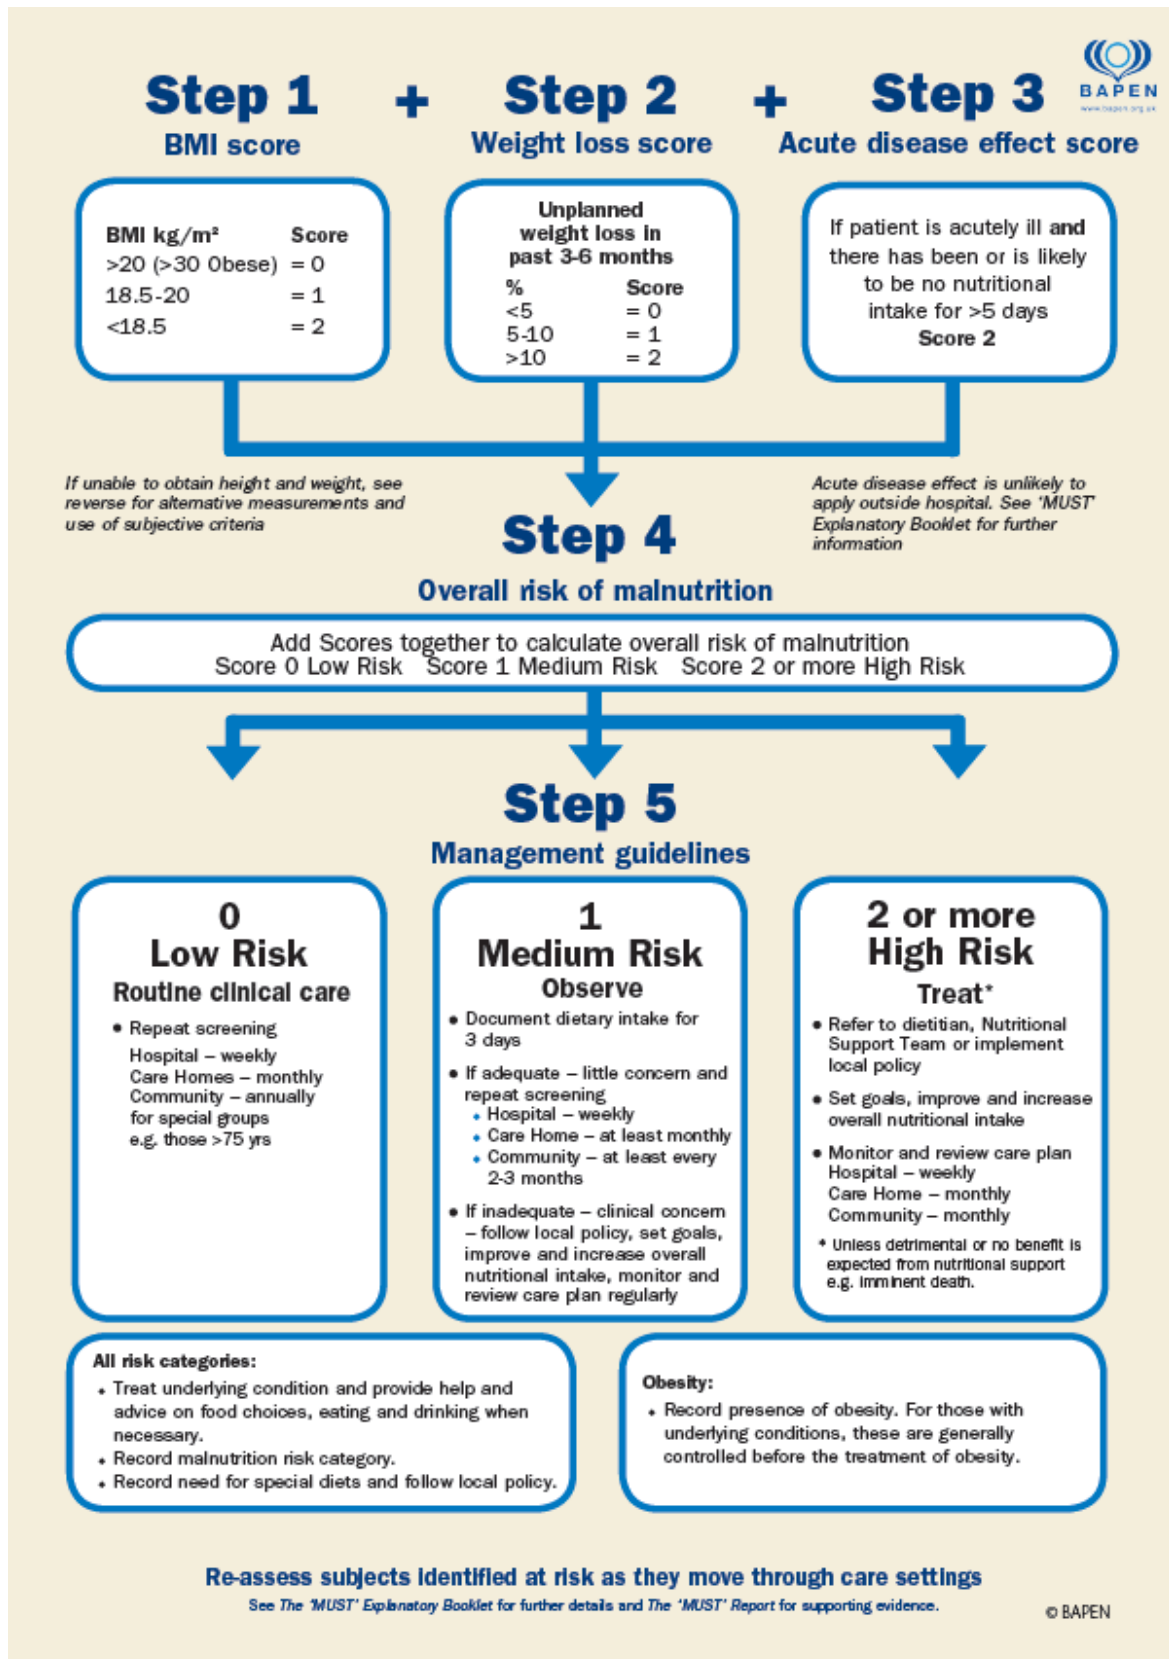 Step 1 + Step 2 + Step 3
BAPEN
www.bapen.org.uk
BMI score
Weight loss score
Acute disease effect score
BMI kg/m² Score
>20 (>30 Obese) = 0
18.5-20 = 1
<18.5 = 2
Unplanned
weight loss in
past 3-6 months
% Score
<5 = 0
5-10 = 1
>10 = 2
If patient is acutely ill and
there has been or is likely
to be no nutritional
intake for >5 days
Score 2
If unable to obtain height and weight, see
reverse for alternative measurements and
use of subjective criteria
Acute disease effect is unlikely to
apply outside hospital. See ‘MUST’
Explanatory Booklet for further
information
Step 4
Overall risk of malnutrition
Add Scores together to calculate overall risk of malnutrition
Score 0 Low Risk Score 1 Medium Risk Score 2 or more High Risk
Step 5
Management guidelines
0
Low Risk
Routine clinical care
• Repeat screening
Hospital – weekly
Care Homes – monthly
Community – annually
for special groups
e.g. those >75 yrs
1
Medium Risk
Observe
• Document dietary intake for
3 days
• If adequate – little concern and
repeat screening
• Hospital – weekly
• Care Home – at least monthly
• Community – at least every
2-3 months
• If inadequate – clinical concern
– follow local policy, set goals,
improve and increase overall
nutritional intake, monitor and
review care plan regularly
2 or more
High Risk
Treat*
• Refer to dietitian, Nutritional
Support Team or implement
local policy
• Set goals, improve and increase
overall nutritional intake
• Monitor and review care plan
Hospital – weekly
Care Home – monthly
Community – monthly
* Unless detrimental or no benefit is
expected from nutritional support
e.g. imminent death.
All risk categories:
• Treat underlying condition and provide help and
advice on food choices, eating and drinking when
necessary.
• Record malnutrition risk category.
• Record need for special diets and follow local policy.
Obesity:
• Record presence of obesity. For those with
underlying conditions, these are generally
controlled before the treatment of obesity.
Re-assess subjects identified at risk as they move through care settings
See The ‘MUST’ Explanatory Booklet for further details and The ‘MUST’ Report for supporting evidence.
© BAPEN